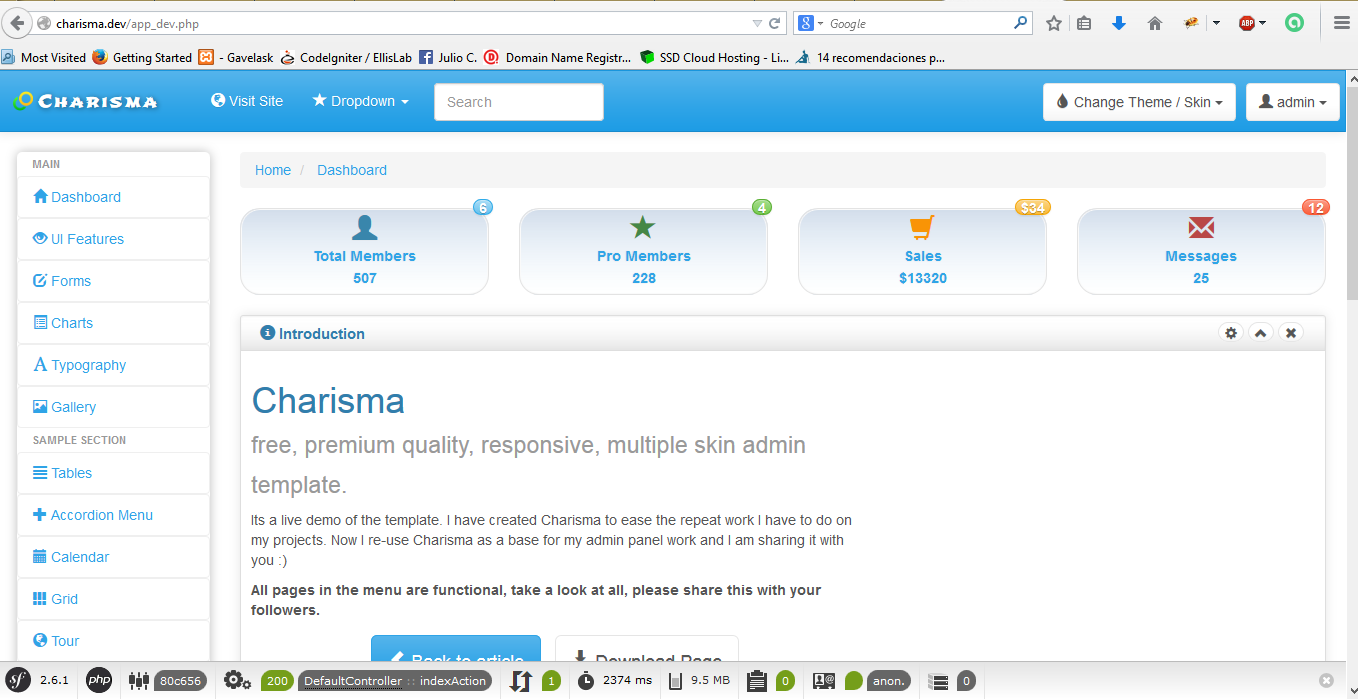 charisma.dev/app_dev.php
Google
Most Visited Getting Started - Gavelask CodeIgniter / EllisLab Julio C. Domain Name Registr... SSD Cloud Hosting - Li... 14 recomendaciones p...
CHARISMA Visit Site Dropdown Search Change Theme / Skin admin
MAIN
Dashboard
UI Features
Forms
Charts
Typography
Gallery
SAMPLE SECTION
Tables
Accordion Menu
Calendar
Grid
Tour
Home / Dashboard
6
Total Members
507
4
Pro Members
228
$34
Sales
$13320
12
Messages
25
Introduction
Charisma
free, premium quality, responsive, multiple skin admin
template.
Its a live demo of the template. I have created Charisma to ease the repeat work I have to do on
my projects. Now I re-use Charisma as a base for my admin panel work and I am sharing it with
you :)
All pages in the menu are functional, take a look at all, please share this with your
followers.
Back to article Download Page
sf 2.6.1 php 80c656 200 DefaultController :: indexAction 1 2374 ms 9.5 MB 0 anon. 0